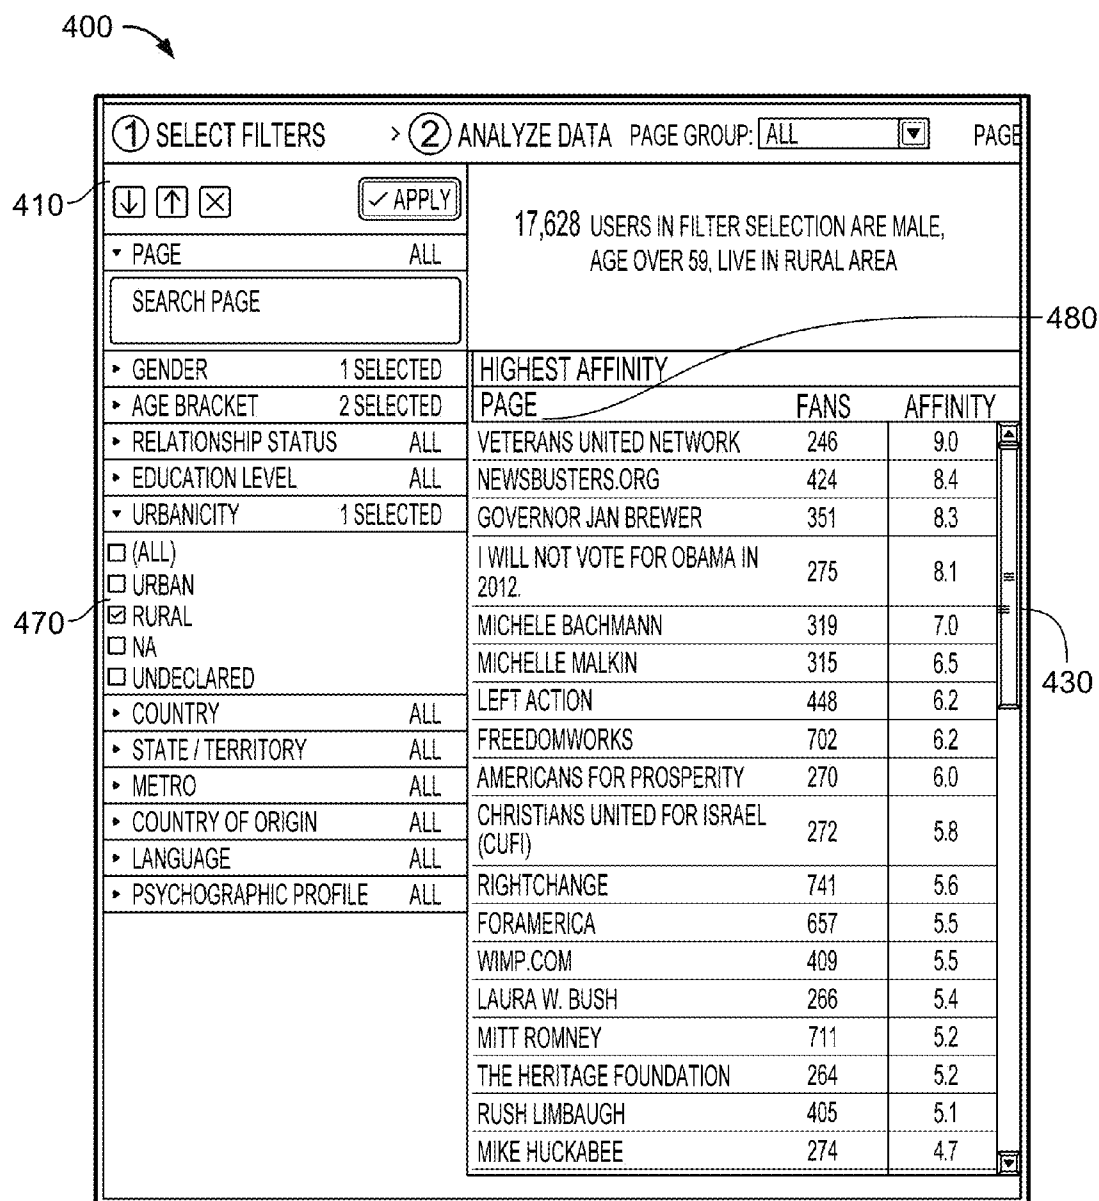 400
① SELECT FILTERS > ② ANALYZE DATA PAGE GROUP: ALL PAGE
410
✓ APPLY
17,628 USERS IN FILTER SELECTION ARE MALE,
AGE OVER 59, LIVE IN RURAL AREA
PAGE ALL
SEARCH PAGE
480
GENDER 1 SELECTED
AGE BRACKET 2 SELECTED
RELATIONSHIP STATUS ALL
EDUCATION LEVEL ALL
URBANICITY 1 SELECTED
(ALL)
URBAN
470
RURAL
NA
UNDECLARED
COUNTRY ALL
STATE / TERRITORY ALL
METRO ALL
COUNTRY OF ORIGIN ALL
LANGUAGE ALL
PSYCHOGRAPHIC PROFILE ALL
HIGHEST AFFINITY
PAGE FANS AFFINITY
VETERANS UNITED NETWORK 246 9.0
NEWSBUSTERS.ORG 424 8.4
GOVERNOR JAN BREWER 351 8.3
I WILL NOT VOTE FOR OBAMA IN
2012. 275 8.1
MICHELE BACHMANN 319 7.0
MICHELLE MALKIN 315 6.5
430
LEFT ACTION 448 6.2
FREEDOMWORKS 702 6.2
AMERICANS FOR PROSPERITY 270 6.0
CHRISTIANS UNITED FOR ISRAEL
(CUFI) 272 5.8
RIGHTCHANGE 741 5.6
FORAMERICA 657 5.5
WIMP.COM 409 5.5
LAURA W. BUSH 266 5.4
MITT ROMNEY 711 5.2
THE HERITAGE FOUNDATION 264 5.2
RUSH LIMBAUGH 405 5.1
MIKE HUCKABEE 274 4.7